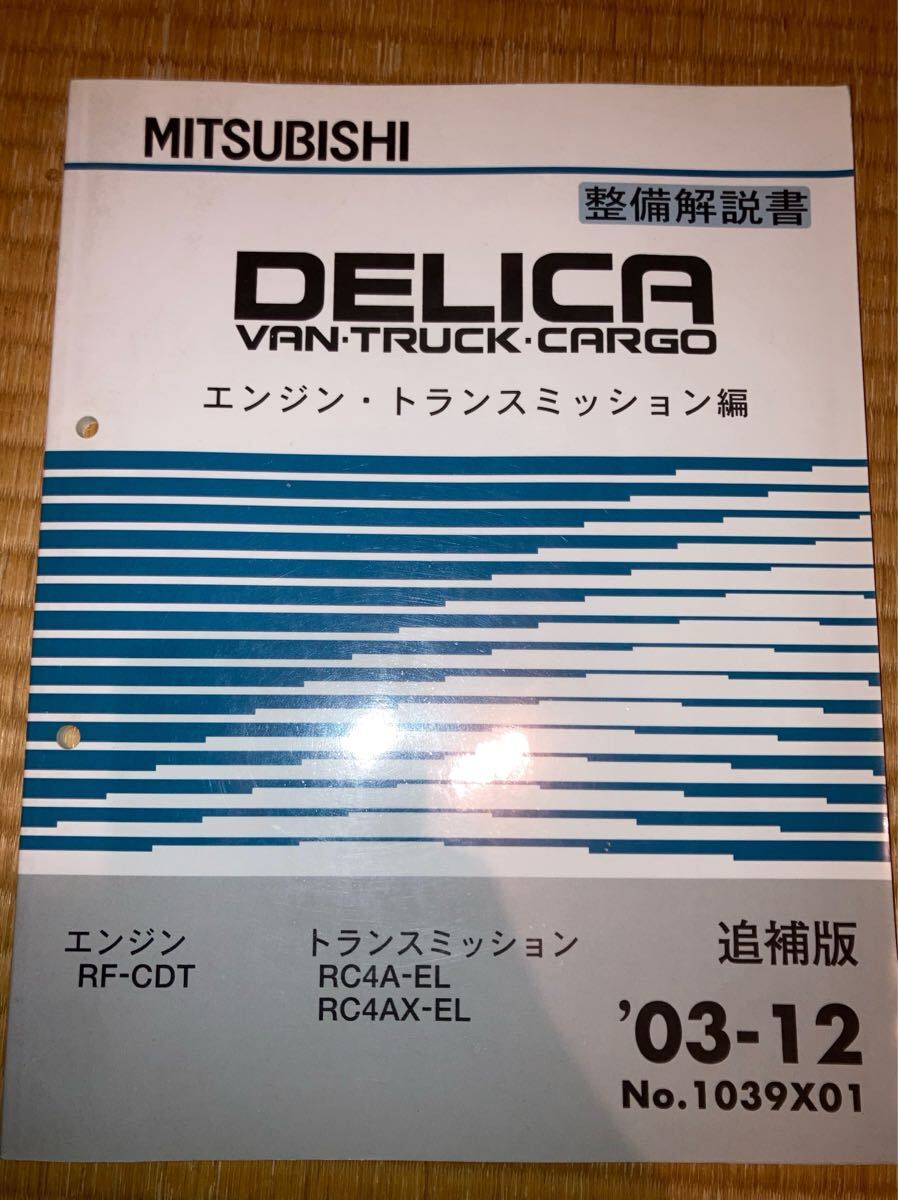 MITSUBISHI
整備解説書
DELICA
VAN・TRUCK・CARGO
エンジン・トランスミッション編
エンジン
RF-CDT
トランスミッション
RC4A-EL
RC4AX-EL
追補版
'03-12
No.1039X01